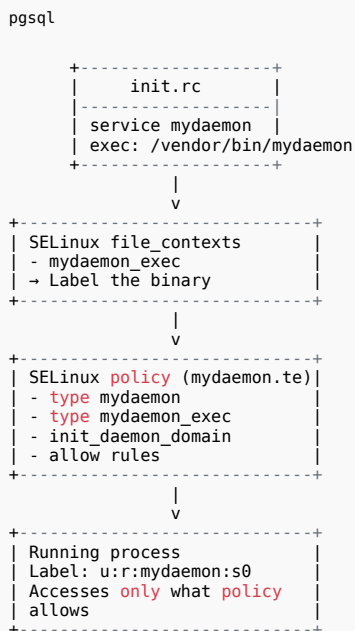 pgsql
+-------------------+
|     init.rc       |
|-------------------|
| service mydaemon  |
| exec: /vendor/bin/mydaemon
+-------------------+
|
v
+-----------------------------+
| SELinux file_contexts       |
| - mydaemon_exec             |
| → Label the binary          |
+-----------------------------+
|
v
+-----------------------------+
| SELinux policy (mydaemon.te)|
| - type mydaemon             |
| - type mydaemon_exec        |
| - init_daemon_domain        |
| - allow rules               |
+-----------------------------+
|
v
+-----------------------------+
| Running process             |
| Label: u:r:mydaemon:s0      |
| Accesses only what policy   |
| allows                      |
+-----------------------------+